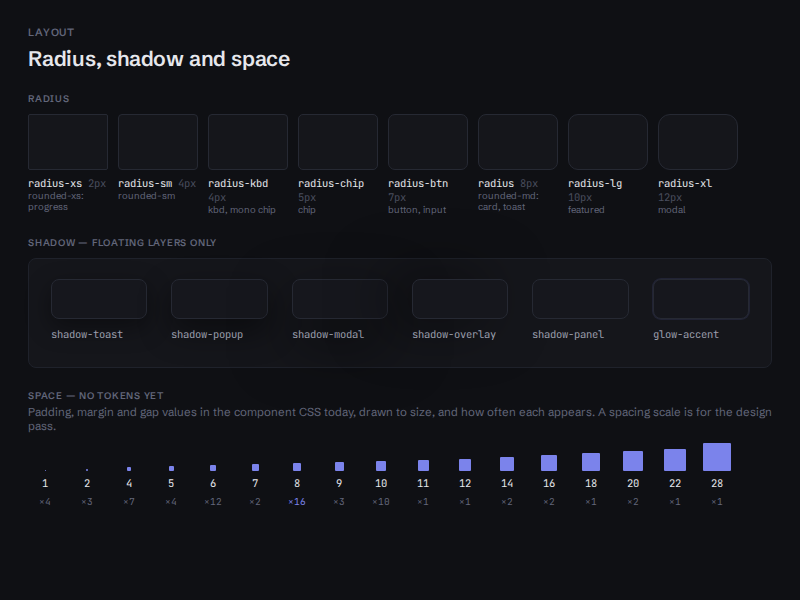 LAYOUT
Radius, shadow and space
RADIUS
radius-xs 2px radius-sm 4px radius-kbd radius-chip radius-btn radius 8px radius-lg radius-xl
rounded-xs: rounded-sm 4px 5px 7px rounded-md: 10px 12px
progress kbd, mono chip chip button, input card, toast featured modal
SHADOW — FLOATING LAYERS ONLY
shadow-toast shadow-popup shadow-modal shadow-overlay shadow-panel glow-accent
SPACE — NO TOKENS YET
Padding, margin and gap values in the component CSS today, drawn to size, and how often each appears. A spacing scale is for the design
pass.
1 2 4 5 6 7 8 9 10 11 12 14 16 18 20 22 28
×4 ×3 ×7 ×4 ×12 ×2 ×16 ×3 ×10 ×1 ×1 ×2 ×2 ×1 ×2 ×1 ×1